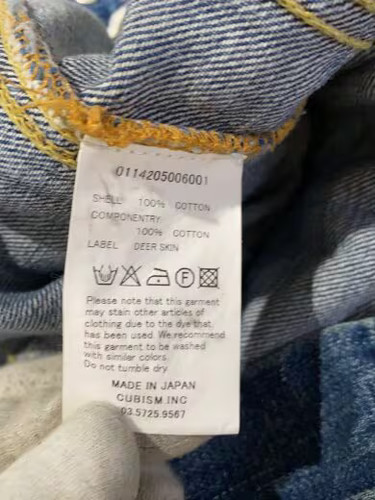 0114205006001
SHELL 100% COTTON
COMPONENTRY
100% COTTON
LABEL DEER SKIN
F
Please note that this garment
may stain other articles of
clothing due to the dye that
has been used. We recommend
this garment to be washed
with similar colors.
Do not tumble dry
MADE IN JAPAN
CUBISM.INC
03.5725.9567